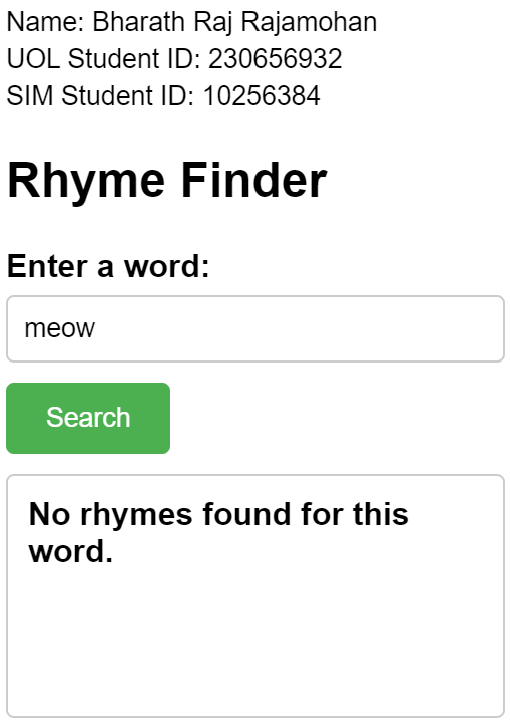 Name: Bharath Raj Rajamohan
UOL Student ID: 230656932
SIM Student ID: 10256384
Rhyme Finder
Enter a word:
meow
Search
No rhymes found for this
word.